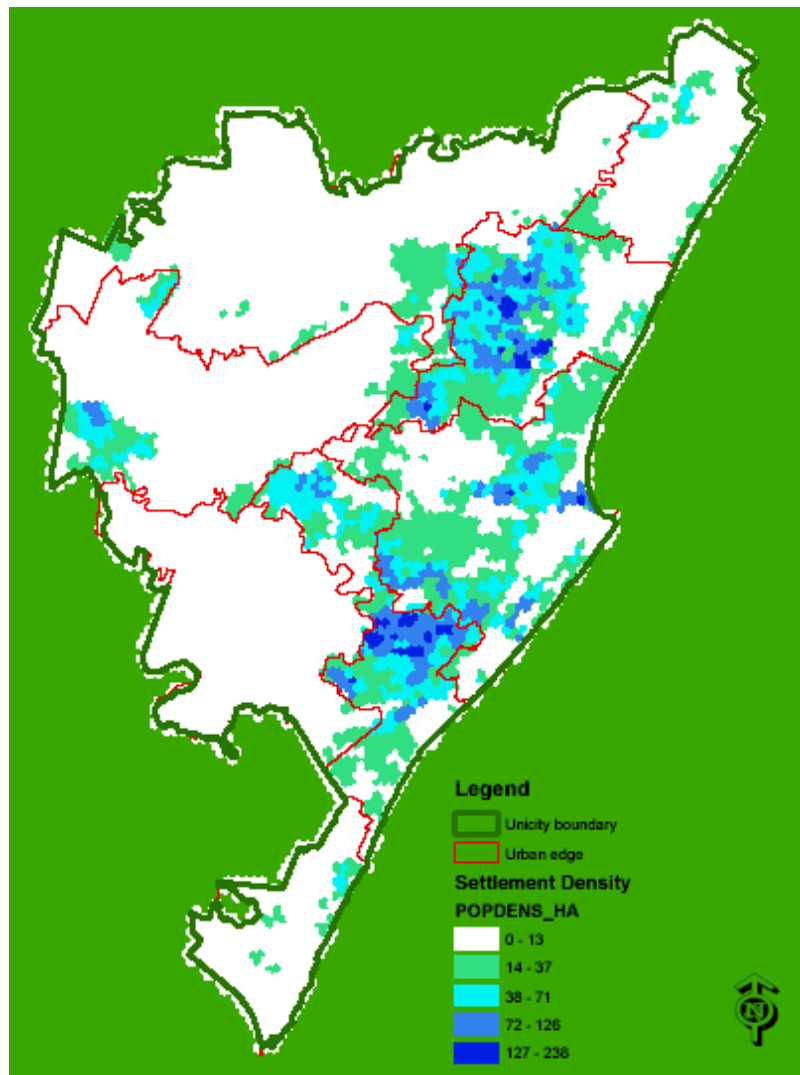 Legend
Unicity boundary
Urban edge
Settlement Density
POPDENS_HA
0 - 13
14 - 37
38 - 71
72 - 126
127 - 238
N